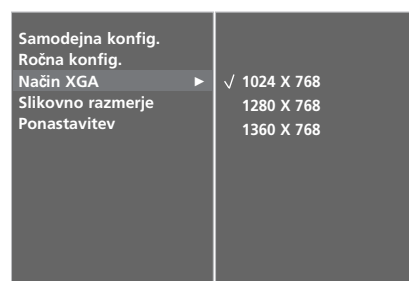 Samodejna konfig.
Ročna konfig.
Način XGA ► √ 1024 X 768
Slikovno razmerje 1280 X 768
Ponastavitev 1360 X 768